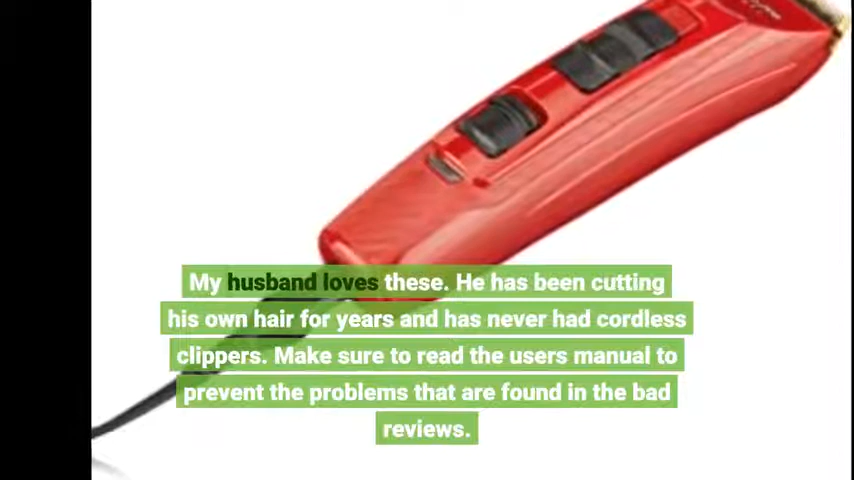 My husband loves these. He has been cutting
his own hair for years and has never had cordless
clippers. Make sure to read the users manual to
prevent the problems that are found in the bad
reviews.